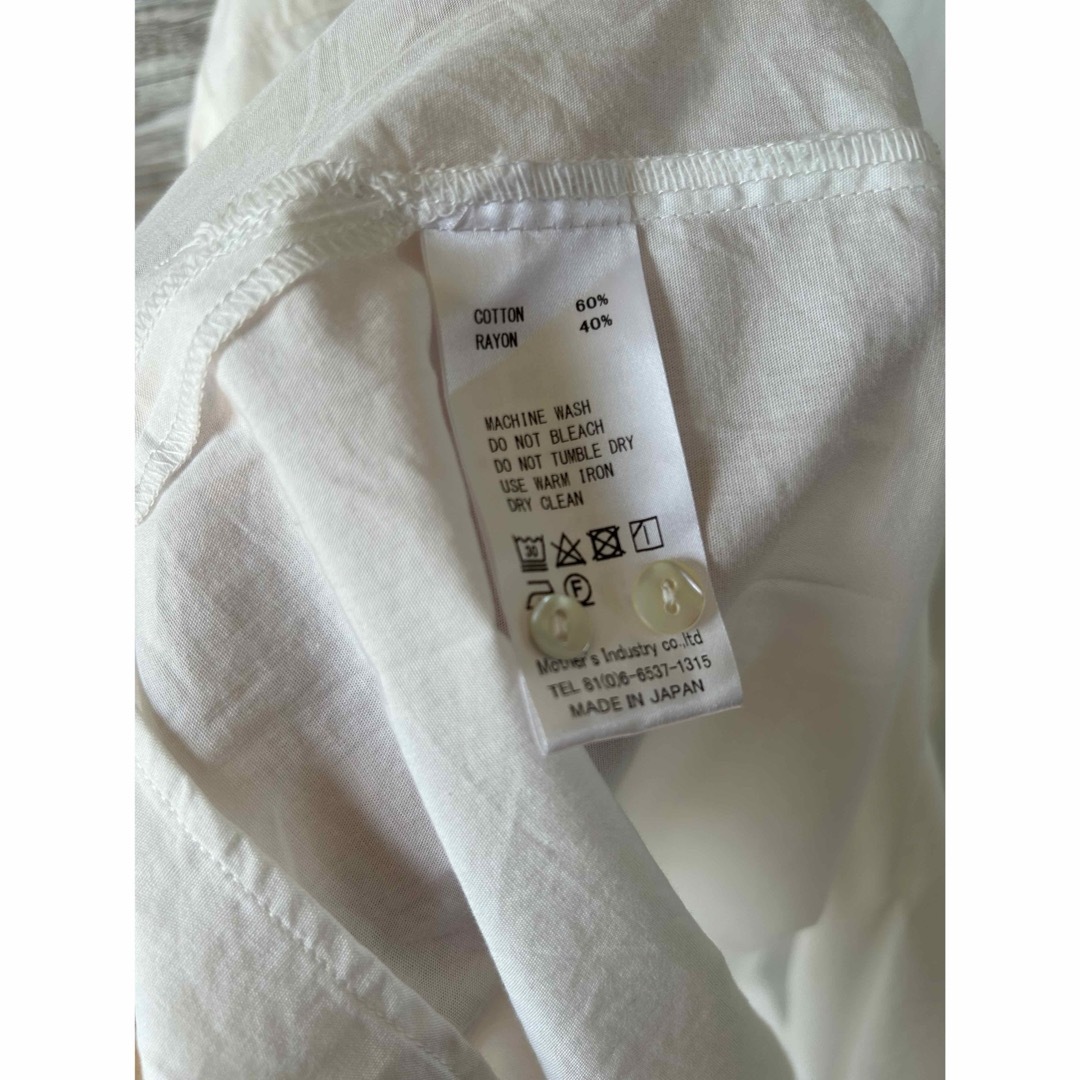 COTTON 60%
RAYON 40%
MACHINE WASH
DO NOT BLEACH
DO NOT TUMBLE DRY
USE WARM IRON
DRY CLEAN
30
F
Mother's Industry co.,ltd
TEL 81(0)6-6537-1315
MADE IN JAPAN